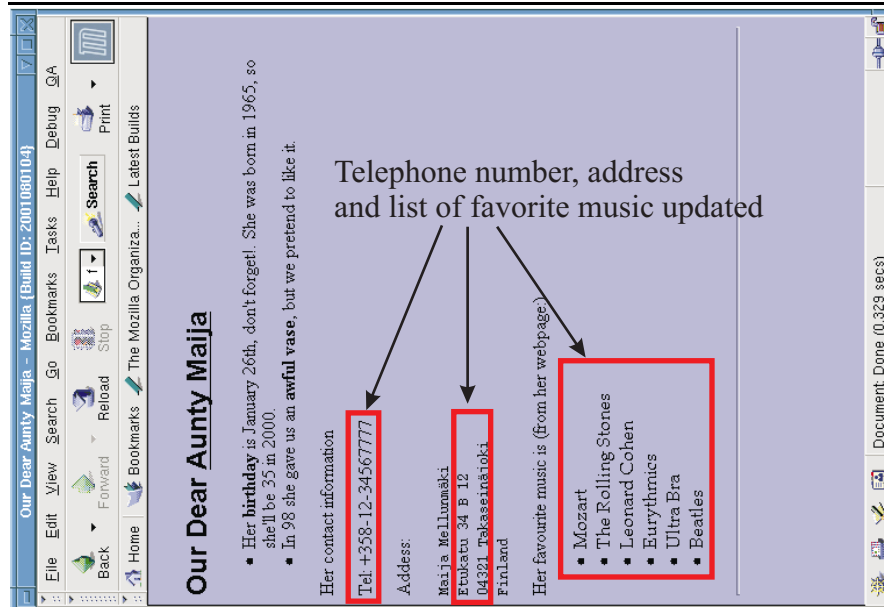 Our Dear Aunty Maija – Mozilla {Build ID: 2001080104}
File Edit View Search Go Bookmarks Tasks Help Debug QA
Back Forward Reload Stop Search Print
Home Bookmarks The Mozilla Organiza... Latest Builds
Our Dear Aunty Maija
Her birthday is January 26th, don't forget!. She was born in 1965, so
she'll be 35 in 2000.
In 98 she gave us an awful vase, but we pretend to like it.
Telephone number, address
and list of favorite music updated
Her contact information
Tel: +358-12-34567777
Addess:
Maija Mellunmäki
Etukatu 34 B 12
04321 Takaseinäjoki
Finland
Her favourite music is (from her webpage:)
Mozart
The Rolling Stones
Leonard Cohen
Eurythmics
Ultra Bra
Beatles
Document: Done (0.329 secs)